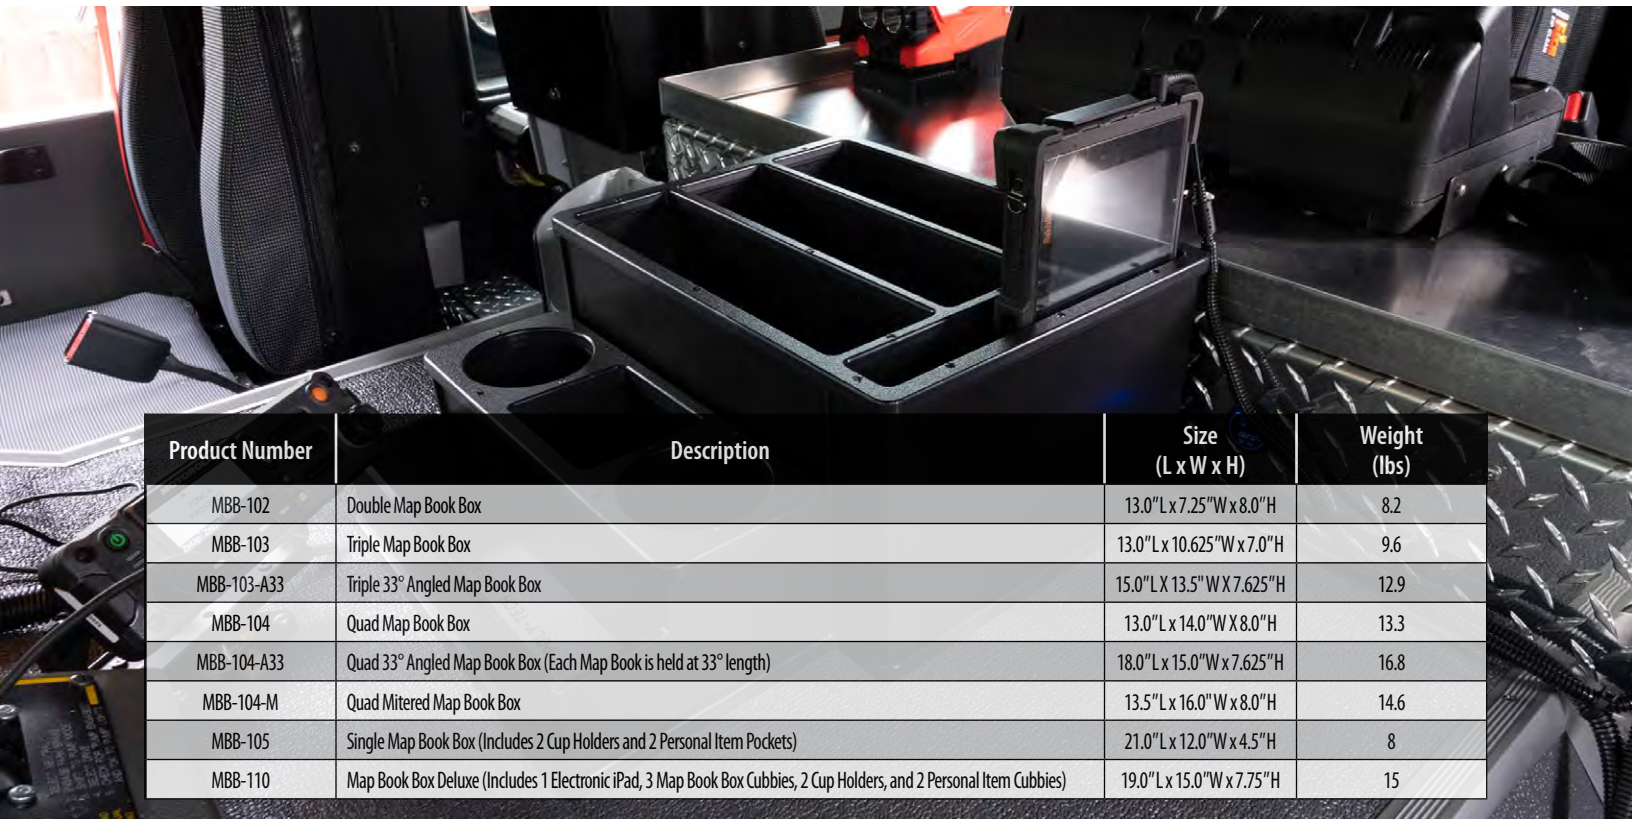 Product Number Description Size (L x W x H) Weight (lbs)
MBB-102 Double Map Book Box 13.0"L x 7.25"W x 8.0"H 8.2
MBB-103 Triple Map Book Box 13.0"L x 10.625"W x 7.0"H 9.6
MBB-103-A33 Triple 33° Angled Map Book Box 15.0"L X 13.5"W X 7.625"H 12.9
MBB-104 Quad Map Book Box 13.0"L x 14.0"W X 8.0"H 13.3
MBB-104-A33 Quad 33° Angled Map Book Box (Each Map Book is held at 33° length) 18.0"L x 15.0"W x 7.625"H 16.8
MBB-104-M Quad Mitered Map Book Box 13.5"L x 16.0"W x 8.0"H 14.6
MBB-105 Single Map Book Box (Includes 2 Cup Holders and 2 Personal Item Pockets) 21.0"L x 12.0"W x 4.5"H 8
MBB-110 Map Book Box Deluxe (Includes 1 Electronic iPad, 3 Map Book Box Cubbies, 2 Cup Holders, and 2 Personal Item Cubbies) 19.0"L x 15.0"W x 7.75"H 15